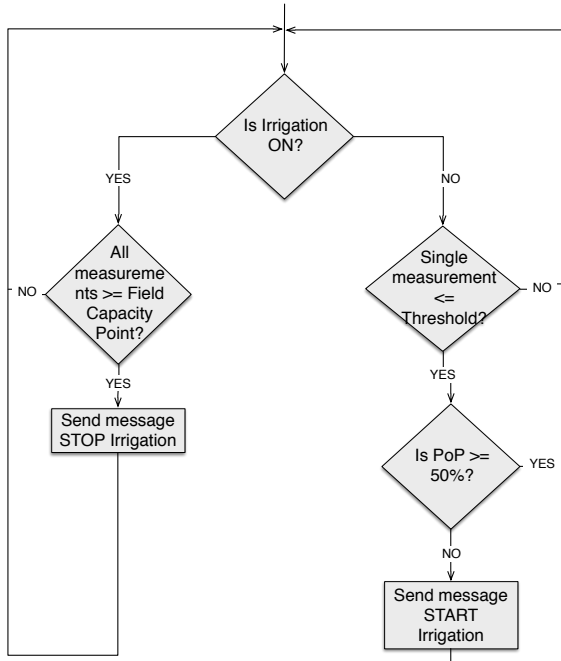 Is Irrigation
ON?
YES
NO
All
measureme
nts >= Field
Capacity
Point?
NO
Single
measurement
<=
Threshold?
NO
YES
YES
Send message
STOP Irrigation
Is PoP >=
50%?
YES
NO
Send message
START
Irrigation